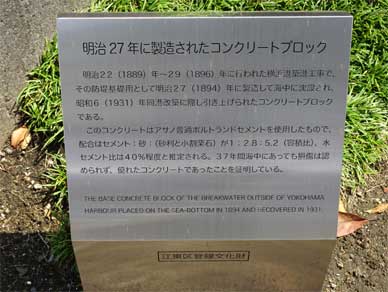 明治27年に製造されたコンクリートブロック
明治22（1889）年～29（1896）年に行われた横浜港築港工事で、
その防堤基礎用として明治27（1894）年に製造して海中に沈設され、
昭和6（1931）年同港改築に際し引き上げられたコンクリートブロック
である。
このコンクリートはアサノ普通ポルトランドセメントを使用したもので、
配合はセメント：砂：（砂利と小割栗石）が1：2.8：5.2（容積比）、水
セメント比は40％程度と推定される。37年間海中にあっても損傷は認
められず、優れたコンクリートであったことを証明している。
THE BASE CONCRETE BLOCK OF THE BREAKWATER OUTSIDE OF YOKOHAMA
HARBOUR PLACED ON THE SEA-BOTTOM IN 1894 AND RECOVERED IN 1931.
江東区登録文化財